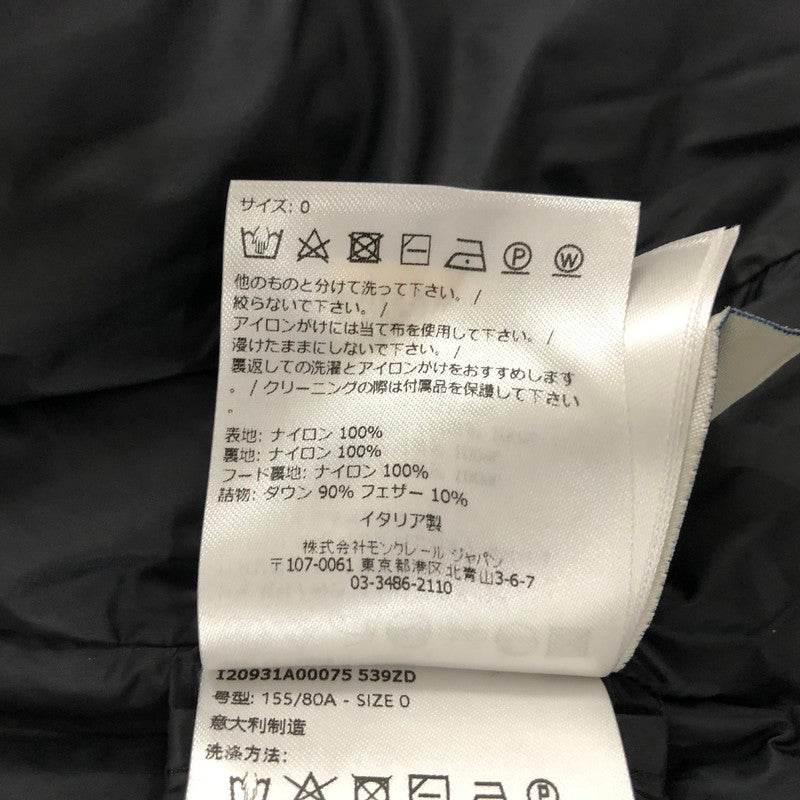 サイズ: 0
他のものと分けて洗って下さい。/
絞らないで下さい。/
アイロンがけには当て布を使用して下さい。/
浸けたままにしないで下さい。/
裏返しての洗濯とアイロンがけをおすすめします
。/ クリーニングの際は付属品を保護して下さい
。
表地: ナイロン 100%
裏地: ナイロン 100%
フード裏地: ナイロン 100%
詰物: ダウン 90% フェザー 10%
イタリア製
株式会社モンクレール ジャパン
〒107-0061 東京都港区北青山3-6-7
03-3486-2110
I20931A00075 539ZD
号型: 155/80A - SIZE 0
意大利制造
洗涤方法: